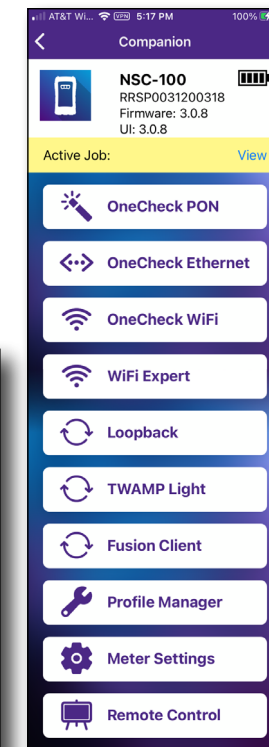 AT&T Wi... VPN 5:17 PM 100%
Companion
NSC-100
RRSP0031200318
Firmware: 3.0.8
UI: 3.0.8
Active Job: View
OneCheck PON
OneCheck Ethernet
OneCheck WiFi
WiFi Expert
Loopback
TWAMP Light
Fusion Client
Profile Manager
Meter Settings
Remote Control